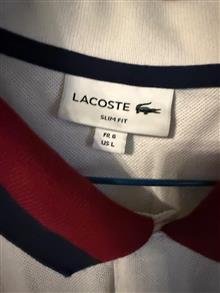 LACOSTE
SLIM FIT
FR 6
US L